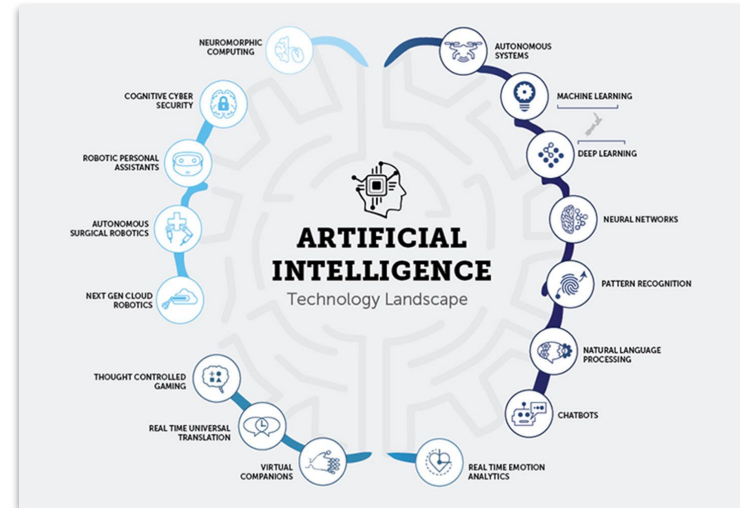 ARTIFICIAL
INTELLIGENCE
Technology Landscape
NEUROMORPHIC
COMPUTING
COGNITIVE CYBER
SECURITY
ROBOTIC PERSONAL
ASSISTANTS
AUTONOMOUS
SURGICAL ROBOTICS
NEXT GEN CLOUD
ROBOTICS
THOUGHT CONTROLLED
GAMING
REAL TIME UNIVERSAL
TRANSLATION
VIRTUAL
COMPANIONS
AUTONOMOUS
SYSTEMS
MACHINE LEARNING
DEEP LEARNING
NEURAL NETWORKS
PATTERN RECOGNITION
NATURAL LANGUAGE
PROCESSING
CHATBOTS
REAL TIME EMOTION
ANALYTICS